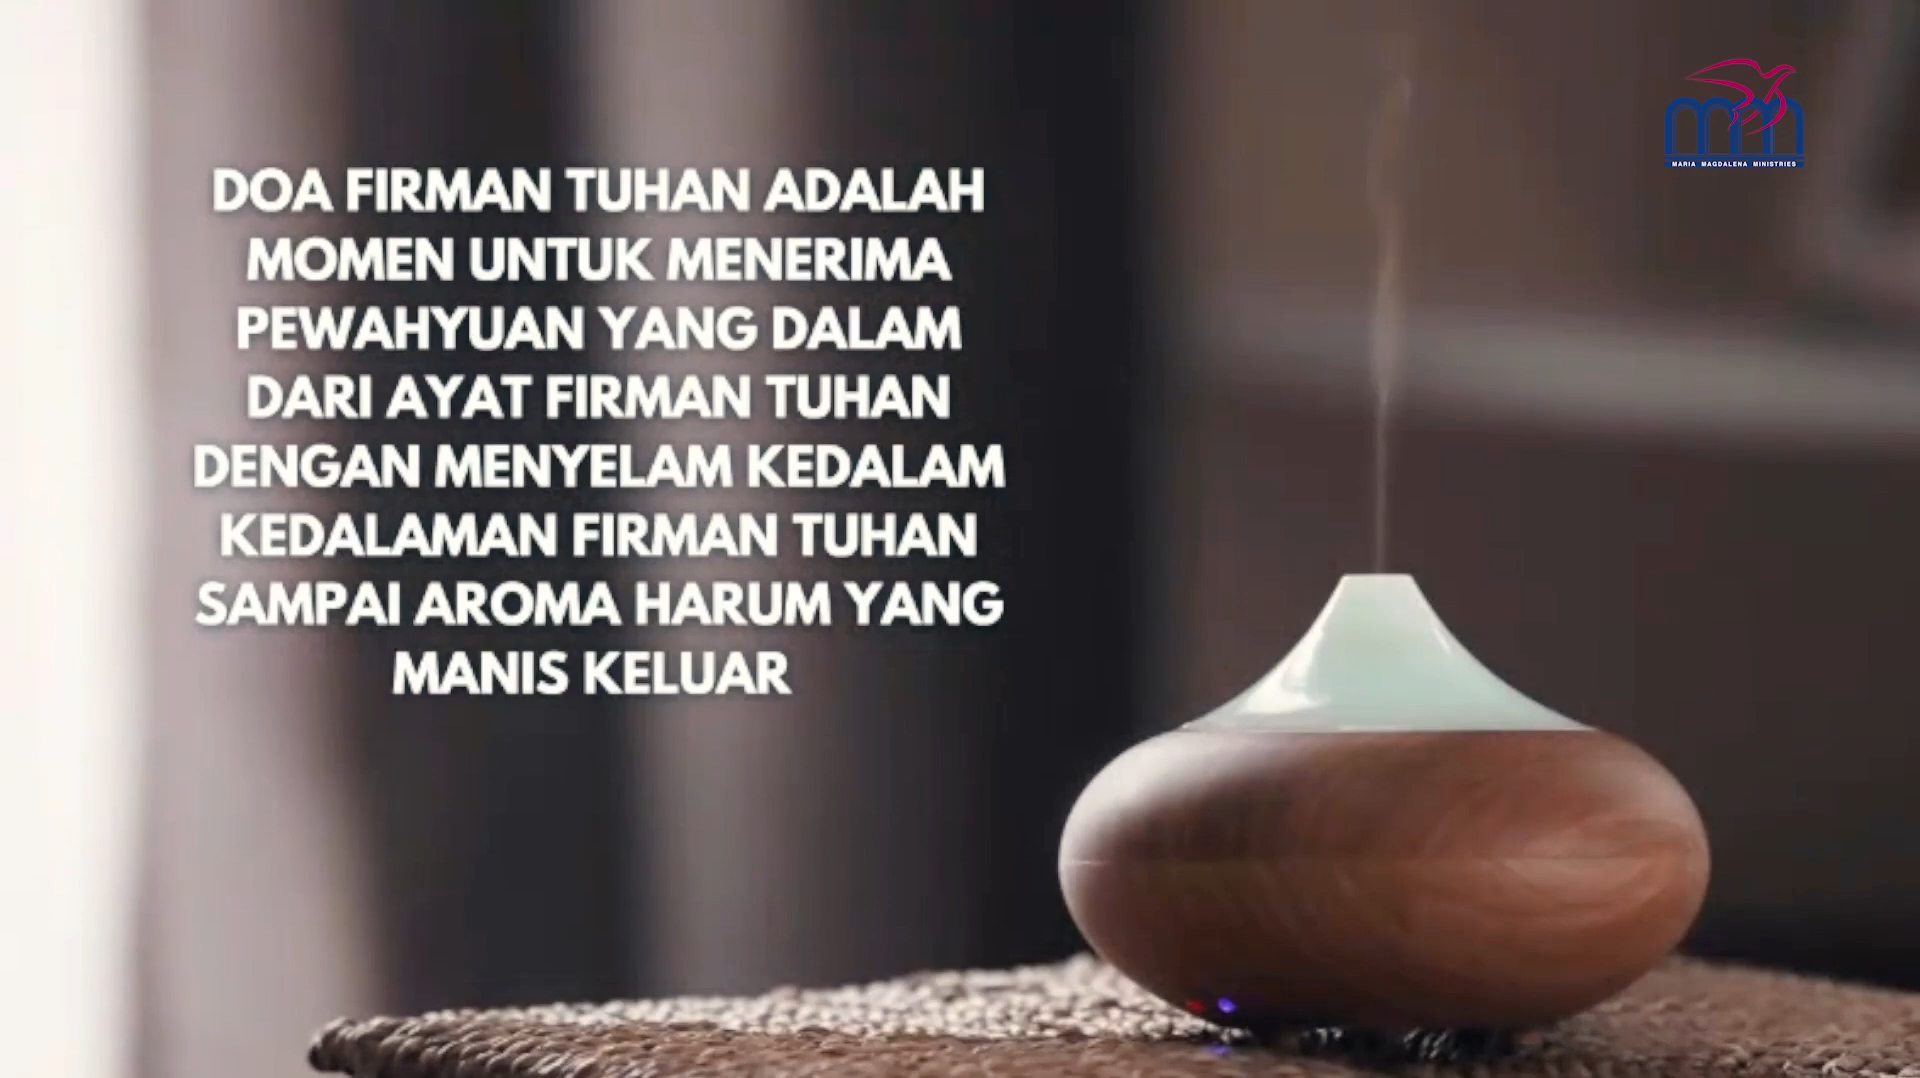 MARIA MAGDALENA MINISTRIES
DOA FIRMAN TUHAN ADALAH
MOMEN UNTUK MENERIMA
PEWAHYUAN YANG DALAM
DARI AYAT FIRMAN TUHAN
DENGAN MENYELAM KEDALAM
KEDALAMAN FIRMAN TUHAN
SAMPAI AROMA HARUM YANG
MANIS KELUAR